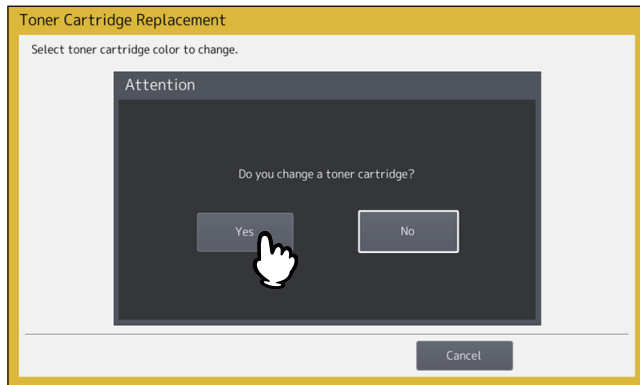 Toner Cartridge Replacement
Select toner cartridge color to change.
Attention
Do you change a toner cartridge?
Yes
No
Cancel